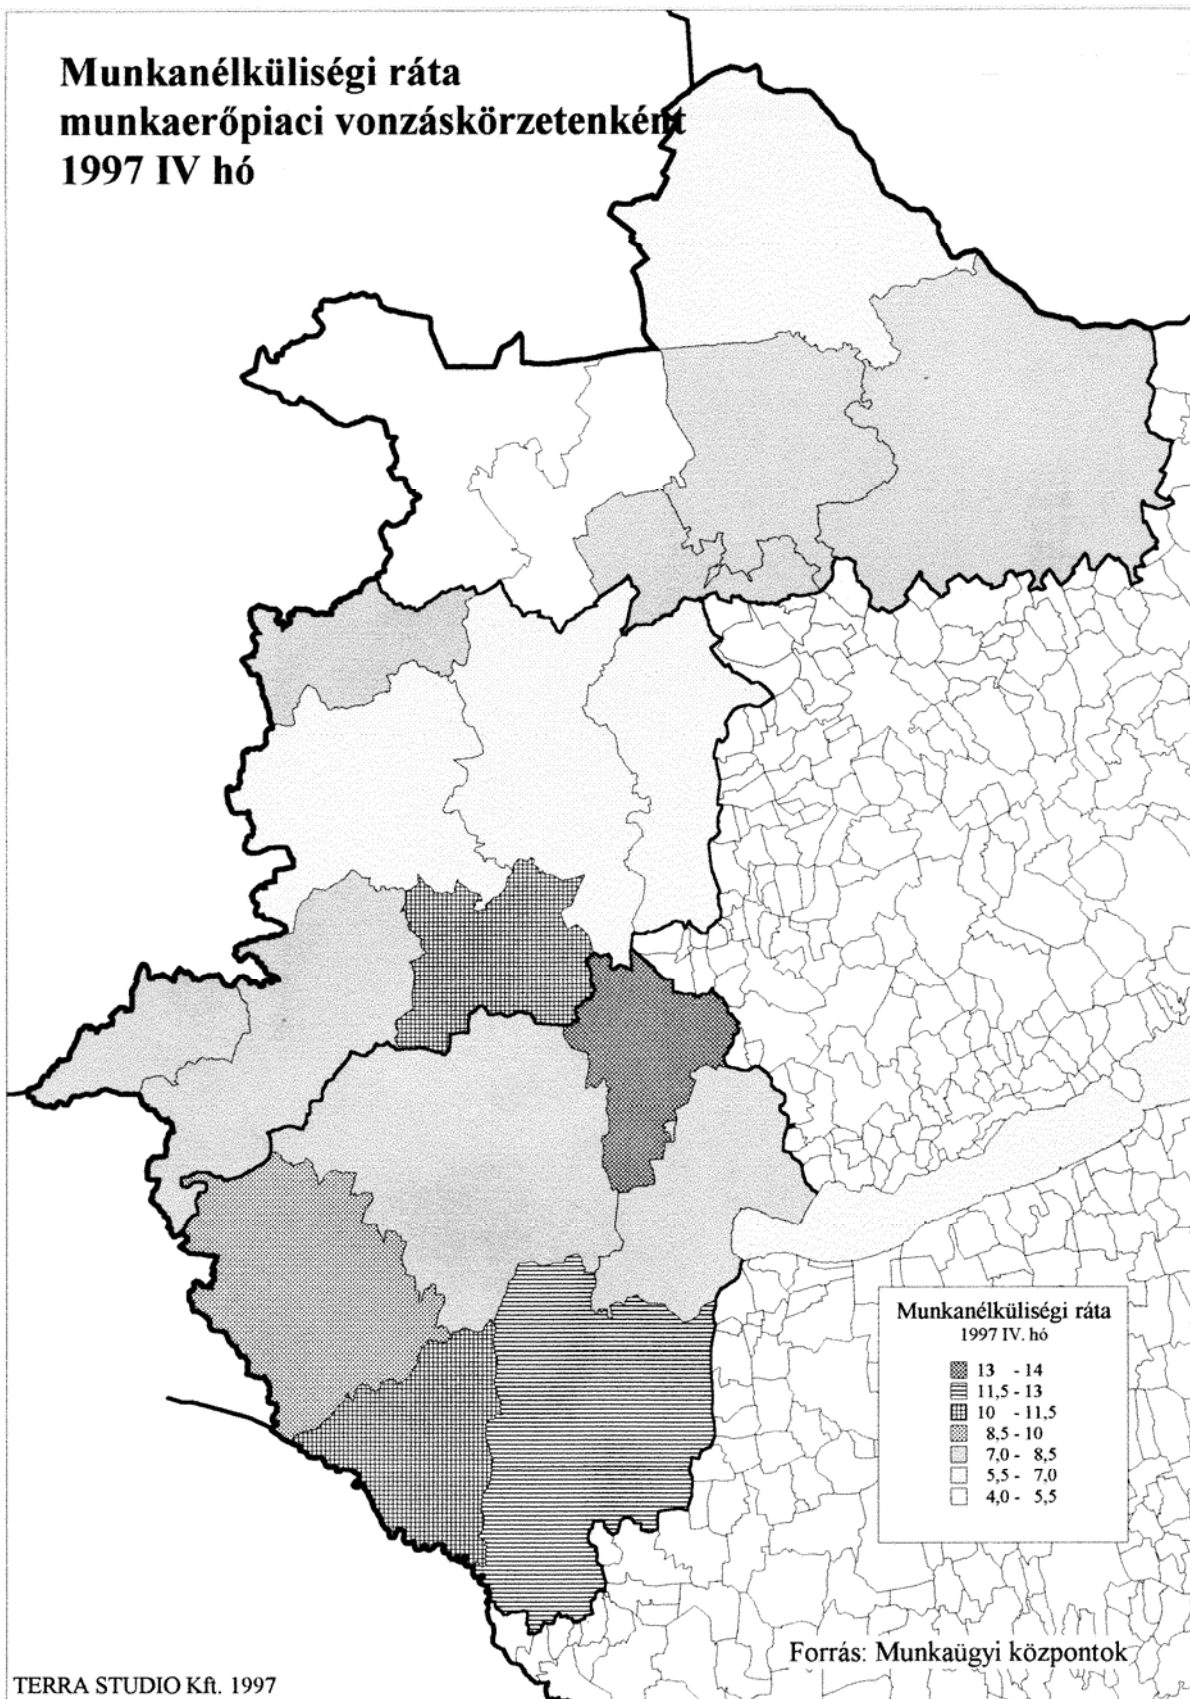 Munkanélküliségi ráta
munkaerőpiaci vonzáskörzetenként
1997 IV hó
Munkanélküliségi ráta
1997 IV. hó
13 - 14
11,5 - 13
10 - 11,5
8,5 - 10
7,0 - 8,5
5,5 - 7,0
4,0 - 5,5
Forrás: Munkaügyi központok
TERRA STUDIO Kft. 1997